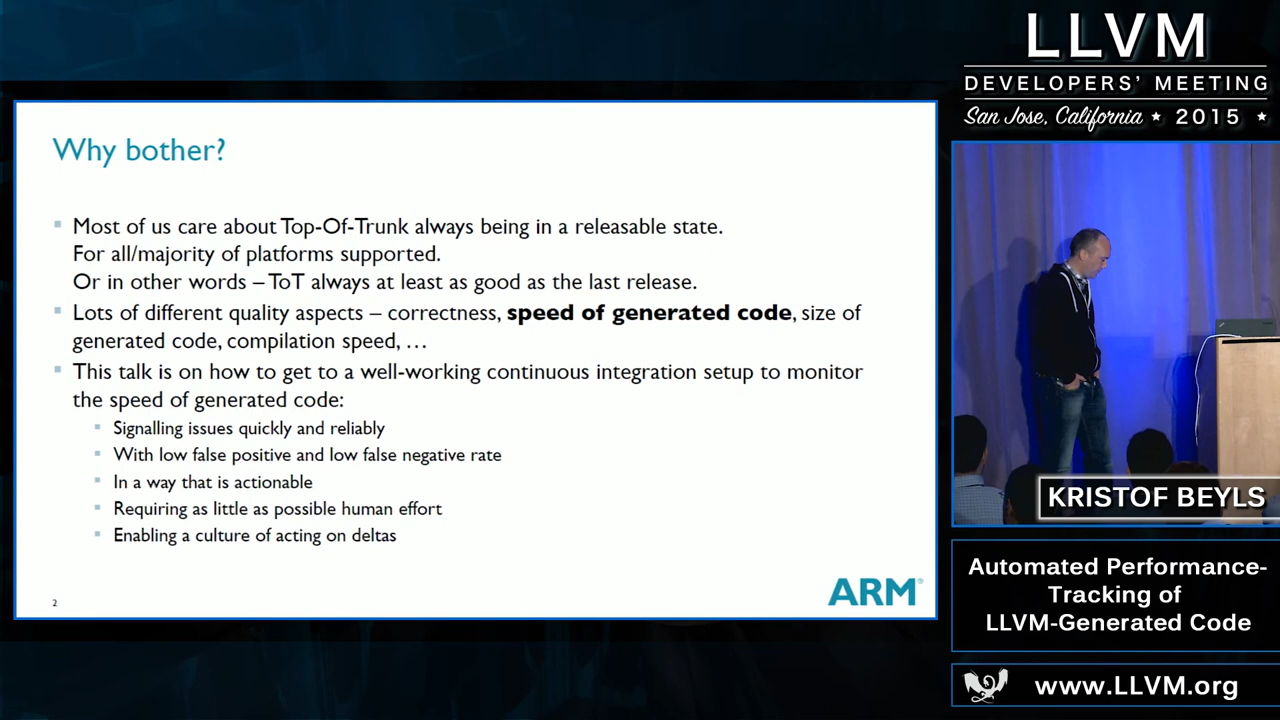 Why bother?
Most of us care about Top-Of-Trunk always being in a releasable state.
For all/majority of platforms supported.
Or in other words – ToT always at least as good as the last release.
Lots of different quality aspects – correctness, speed of generated code, size of
generated code, compilation speed, …
This talk is on how to get to a well-working continuous integration setup to monitor
the speed of generated code:
Signalling issues quickly and reliably
With low false positive and low false negative rate
In a way that is actionable
Requiring as little as possible human effort
Enabling a culture of acting on deltas
2
ARM®
LLVM
DEVELOPERS' MEETING
San Jose, California ★ 2015 ★
KRISTOF BEYLS
Automated Performance-
Tracking of
LLVM-Generated Code
www.LLVM.org